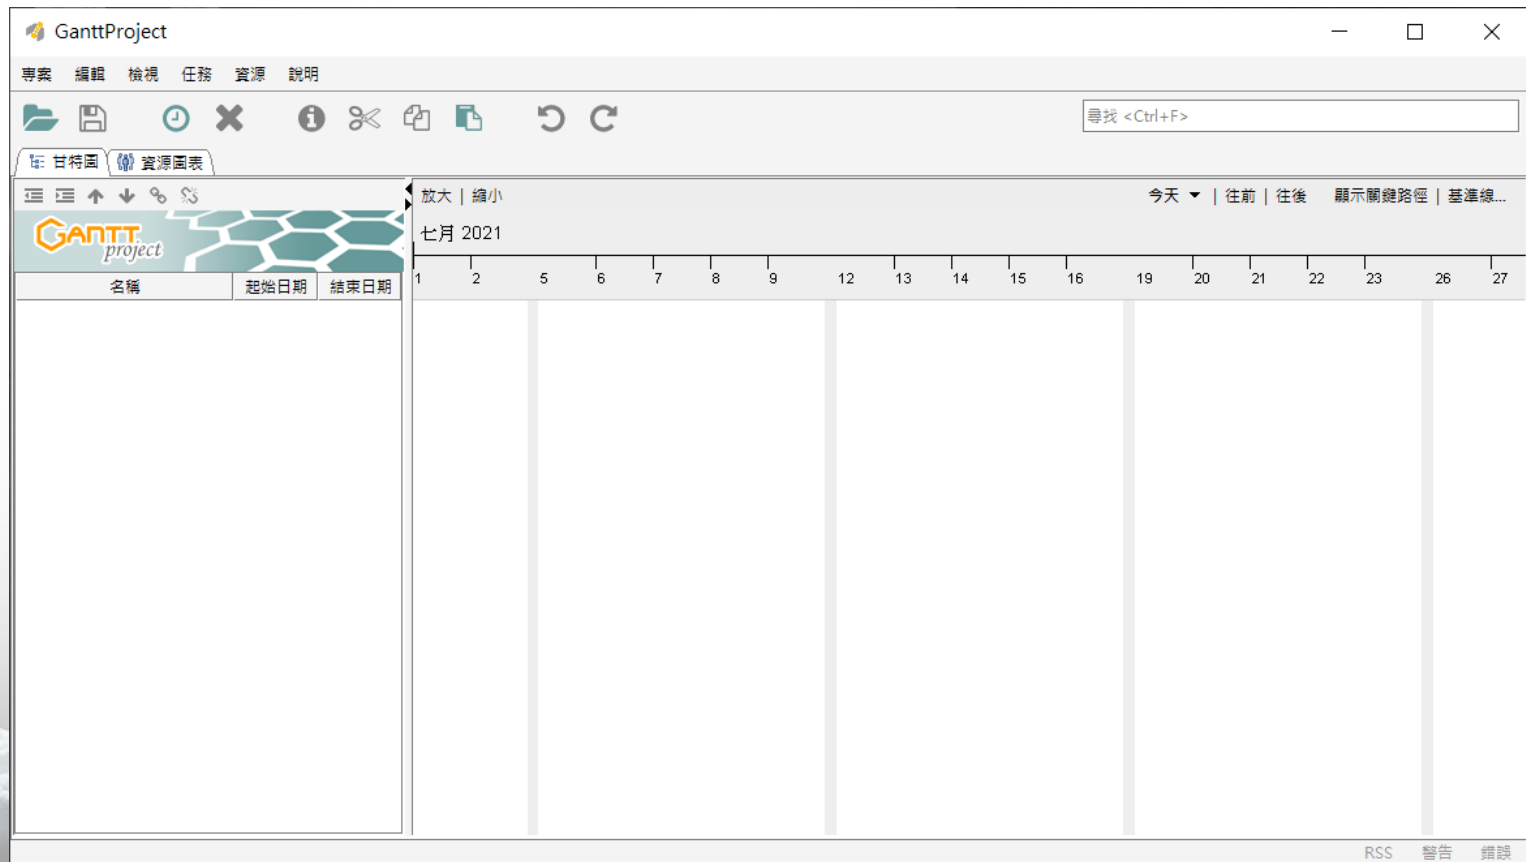 GanttProject
專案 編輯 檢視 任務 資源 說明
尋找 <Ctrl+F>
甘特圖 資源圖表
放大 | 縮小 今天 | 往前 | 往後 顯示關鍵路徑 | 基準線...
GANTT project
七月 2021
名稱 起始日期 結束日期
1 2 5 6 7 8 9 12 13 14 15 16 19 20 21 22 23 26 27
RSS 警告 錯誤